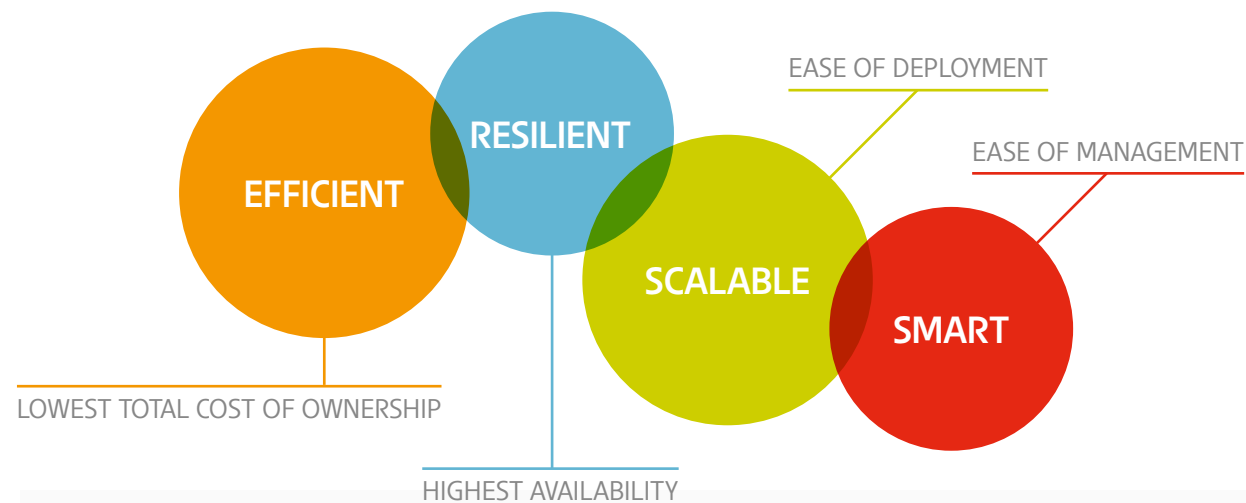 EASE OF DEPLOYMENT
RESILIENT
EASE OF MANAGEMENT
EFFICIENT
SCALABLE
SMART
LOWEST TOTAL COST OF OWNERSHIP
HIGHEST AVAILABILITY